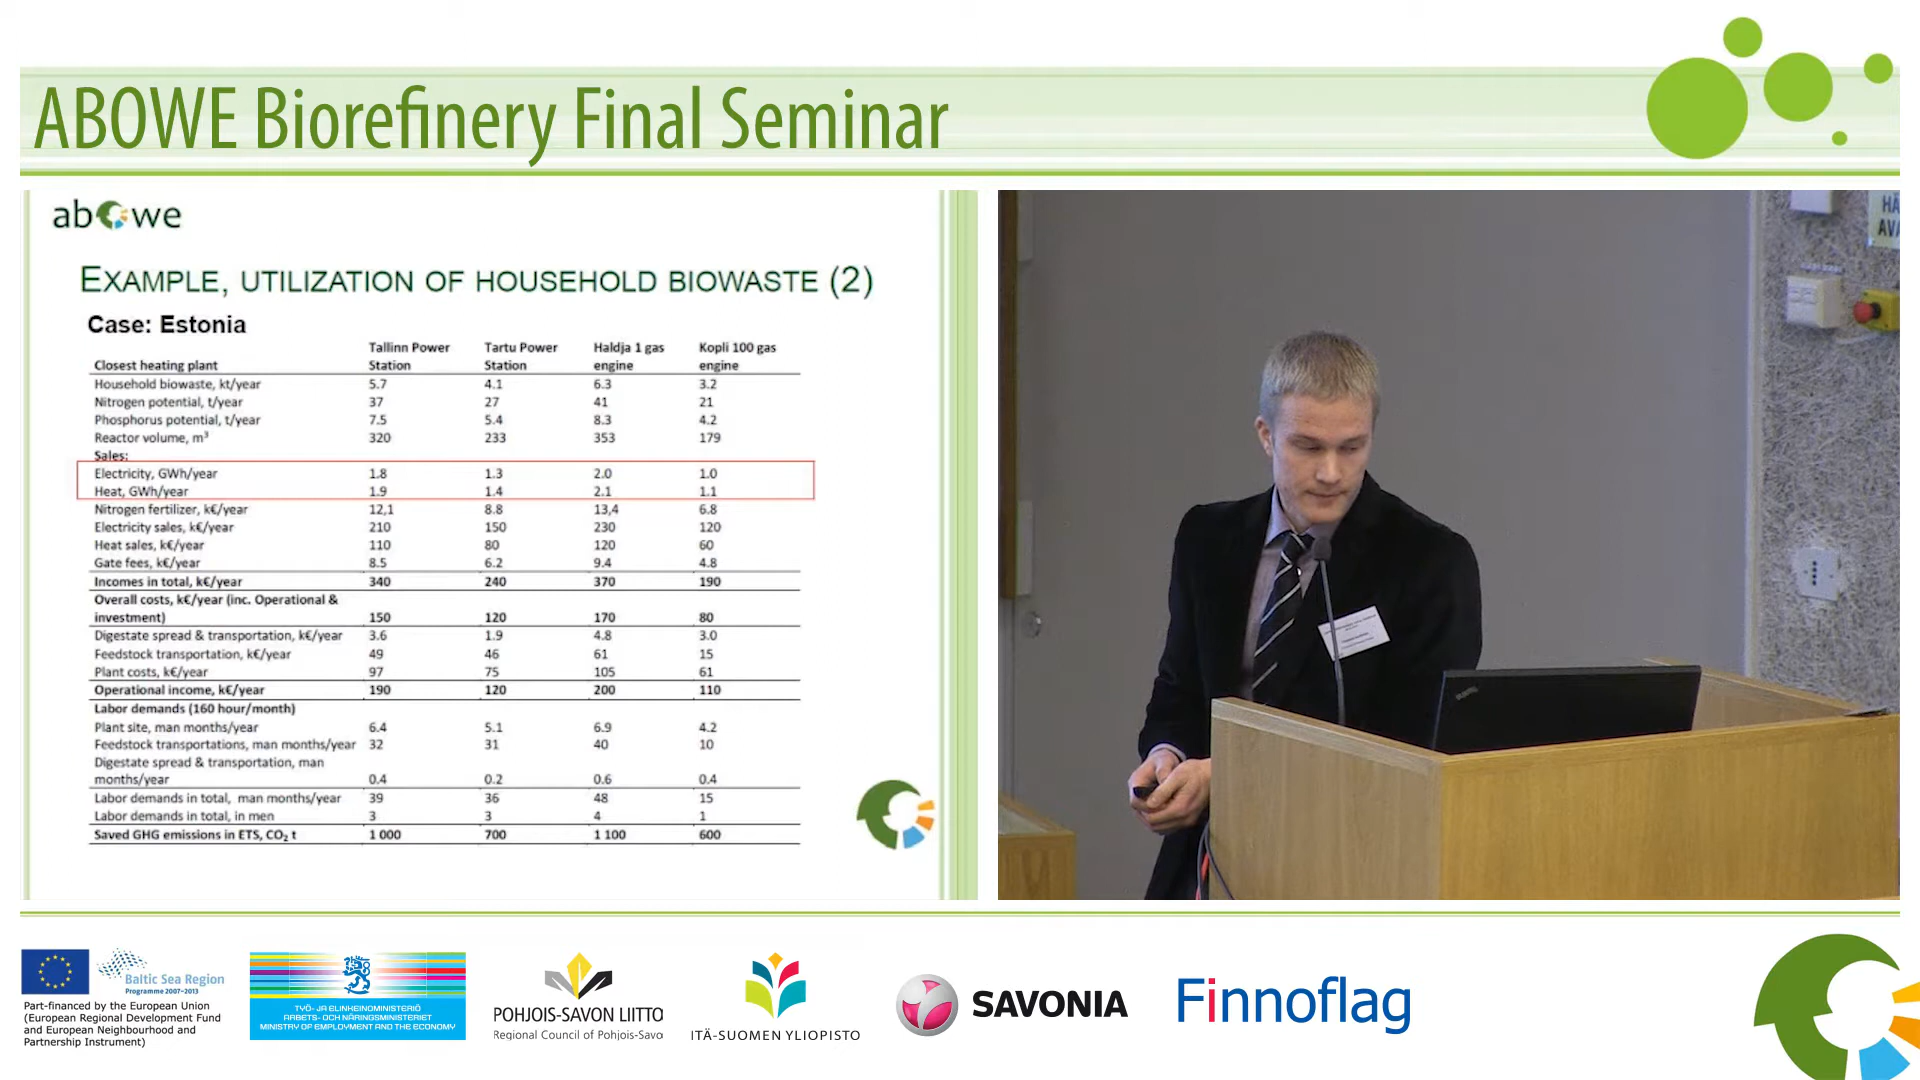 ABOWE Biorefinery Final Seminar
abowe
EXAMPLE, UTILIZATION OF HOUSEHOLD BIOWASTE (2)
Case: Estonia
Closest heating plant Tallinn Power Station Tartu Power Station Haldja 1 gas engine Kopli 100 gas engine
Household biowaste, kt/year 5.7 4.1 6.3 3.2
Nitrogen potential, t/year 37 27 41 21
Phosphorus potential, t/year 7.5 5.4 8.3 4.2
Reactor volume, m³ 320 233 353 179
Sales:
Electricity, GWh/year 1.8 1.3 2.0 1.0
Heat, GWh/year 1.9 1.4 2.1 1.1
Nitrogen fertilizer, k€/year 12,1 8.8 13,4 6.8
Electricity sales, k€/year 210 150 230 120
Heat sales, k€/year 110 80 120 60
Gate fees, k€/year 8.5 6.2 9.4 4.8
Incomes in total, k€/year 340 240 370 190
Overall costs, k€/year (inc. Operational &
investment) 150 120 170 80
Digestate spread & transportation, k€/year 3.6 1.9 4.8 3.0
Feedstock transportation, k€/year 49 46 61 15
Plant costs, k€/year 97 75 105 61
Operational income, k€/year 190 120 200 110
Labor demands (160 hour/month)
Plant site, man months/year 6.4 5.1 6.9 4.2
Feedstock transportations, man months/year 32 31 40 10
Digestate spread & transportation, man
months/year 0.4 0.2 0.6 0.4
Labor demands in total, man months/year 39 36 48 15
Labor demands in total, in men 3 3 4 1
Saved GHG emissions in ETS, CO₂ t 1 000 700 1 100 600
HÄ
AVA
ThinkPad
Baltic Sea Region
Programme 2007-2013
Part-financed by the European Union
(European Regional Development Fund
and European Neighbourhood and
Partnership Instrument)
TYÖ- JA ELINKEINOMINISTERIÖ
ARBETS- OCH NÄRINGSMINISTERIET
MINISTRY OF EMPLOYMENT AND THE ECONOMY
POHJOIS-SAVON LIITTO
Regional Council of Pohjois-Savo
ITÄ-SUOMEN YLIOPISTO
SAVONIA
Finnoflag